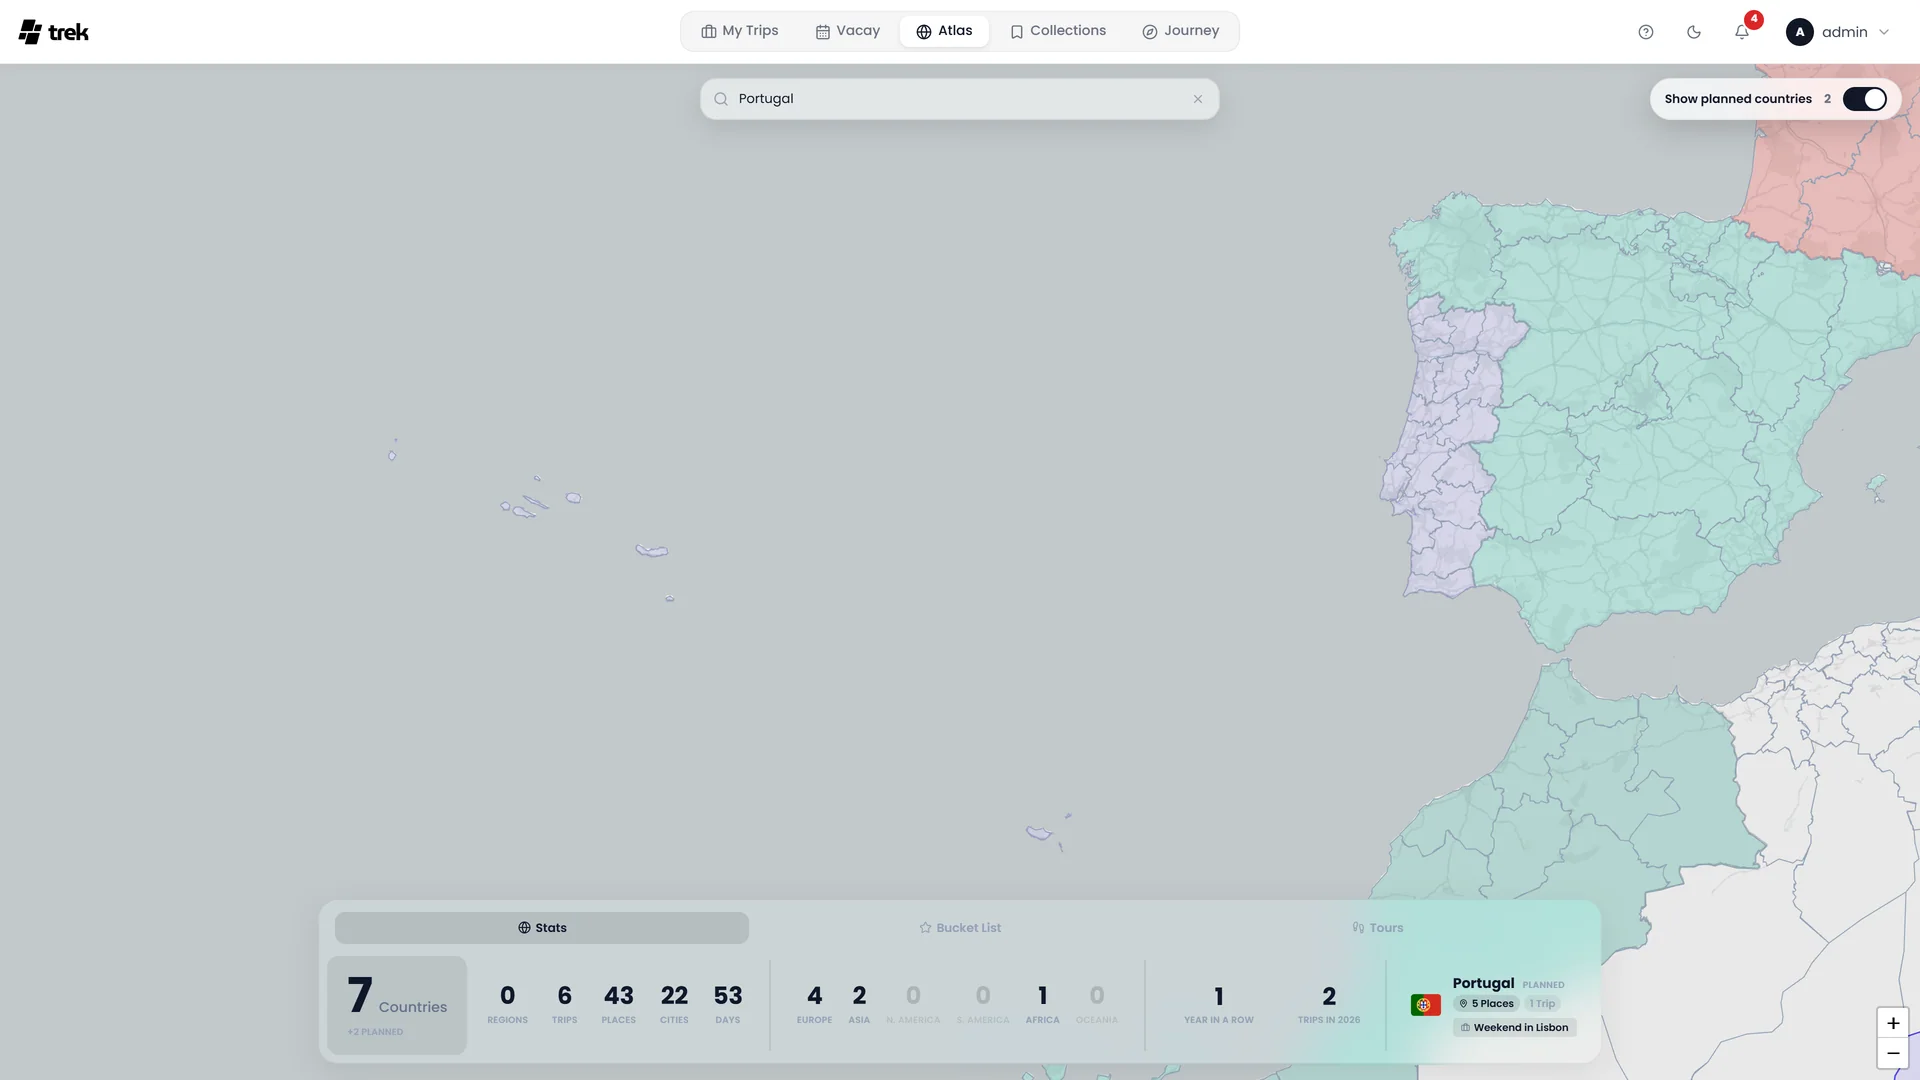 trek
My Trips
Vacay
Atlas
Collections
Journey
4
A
admin
Portugal
Show planned countries 2
Stats
Bucket List
Tours
7 Countries
+2 PLANNED
0
REGIONS
6
TRIPS
43
PLACES
22
CITIES
53
DAYS
4
EUROPE
2
ASIA
0
N. AMERICA
0
S. AMERICA
1
AFRICA
0
OCEANIA
1
YEAR IN A ROW
2
TRIPS IN 2026
Portugal PLANNED
5 Places 1 Trip
Weekend in Lisbon
+
−